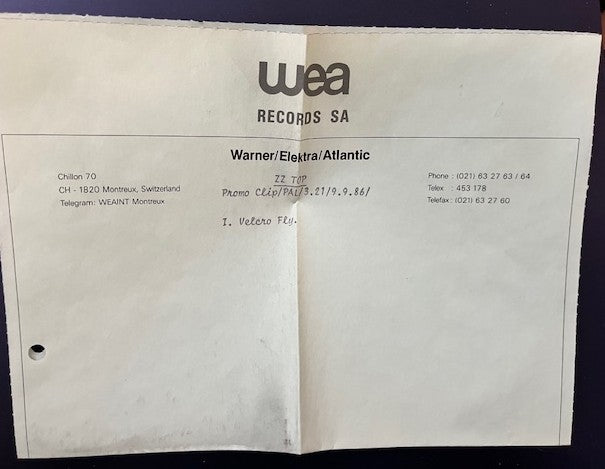 wea
RECORDS SA
Warner/Elektra/Atlantic
Chillon 70
CH - 1820 Montreux, Switzerland
Telegram: WEAINT Montreux
ZZ TOP
Promo Clip/PAL/3.21/9.9.86/
I. Velcro Fly.
Phone : (021) 63 27 63 / 64
Telex : 453 178
Telefax : (021) 63 27 60